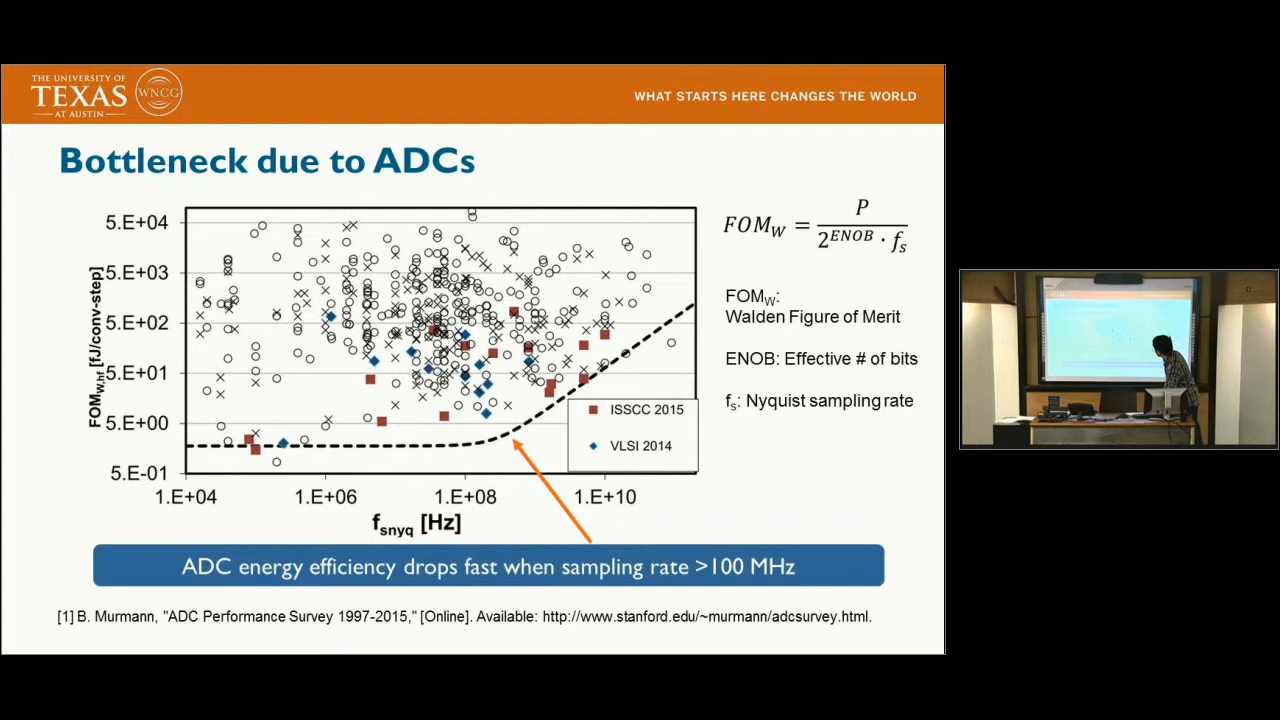 THE UNIVERSITY OF
TEXAS
AT AUSTIN
WNCG
WHAT STARTS HERE CHANGES THE WORLD
Bottleneck due to ADCs
5.E+04
5.E+03
5.E+02
5.E+01
5.E+00
5.E-01
FOMW,hf [fJ/conv-step]
1.E+04 1.E+06 1.E+08 1.E+10
fsnyq [Hz]
ISSCC 2015
VLSI 2014
FOMW = P / 2^ENOB · fs
FOMW:
Walden Figure of Merit
ENOB: Effective # of bits
fs: Nyquist sampling rate
ADC energy efficiency drops fast when sampling rate >100 MHz
[1] B. Murmann, "ADC Performance Survey 1997-2015," [Online]. Available: http://www.stanford.edu/~murmann/adcsurvey.html.